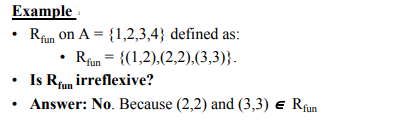 Example
• Rfun on A = {1,2,3,4} defined as:
• Rfun = {(1,2),(2,2),(3,3)}.
• Is Rfun irreflexive?
• Answer: No. Because (2,2) and (3,3) ∈ Rfun